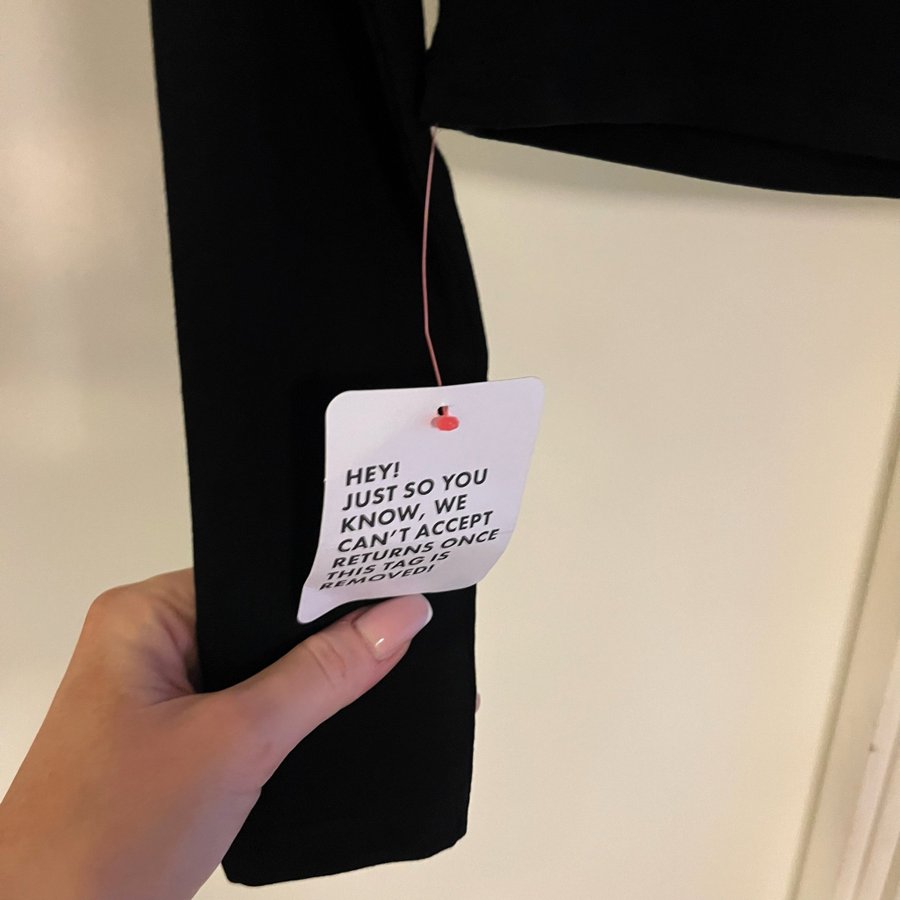 HEY!
JUST SO YOU
KNOW, WE
CAN'T ACCEPT
RETURNS ONCE
THIS TAG IS
REMOVED!